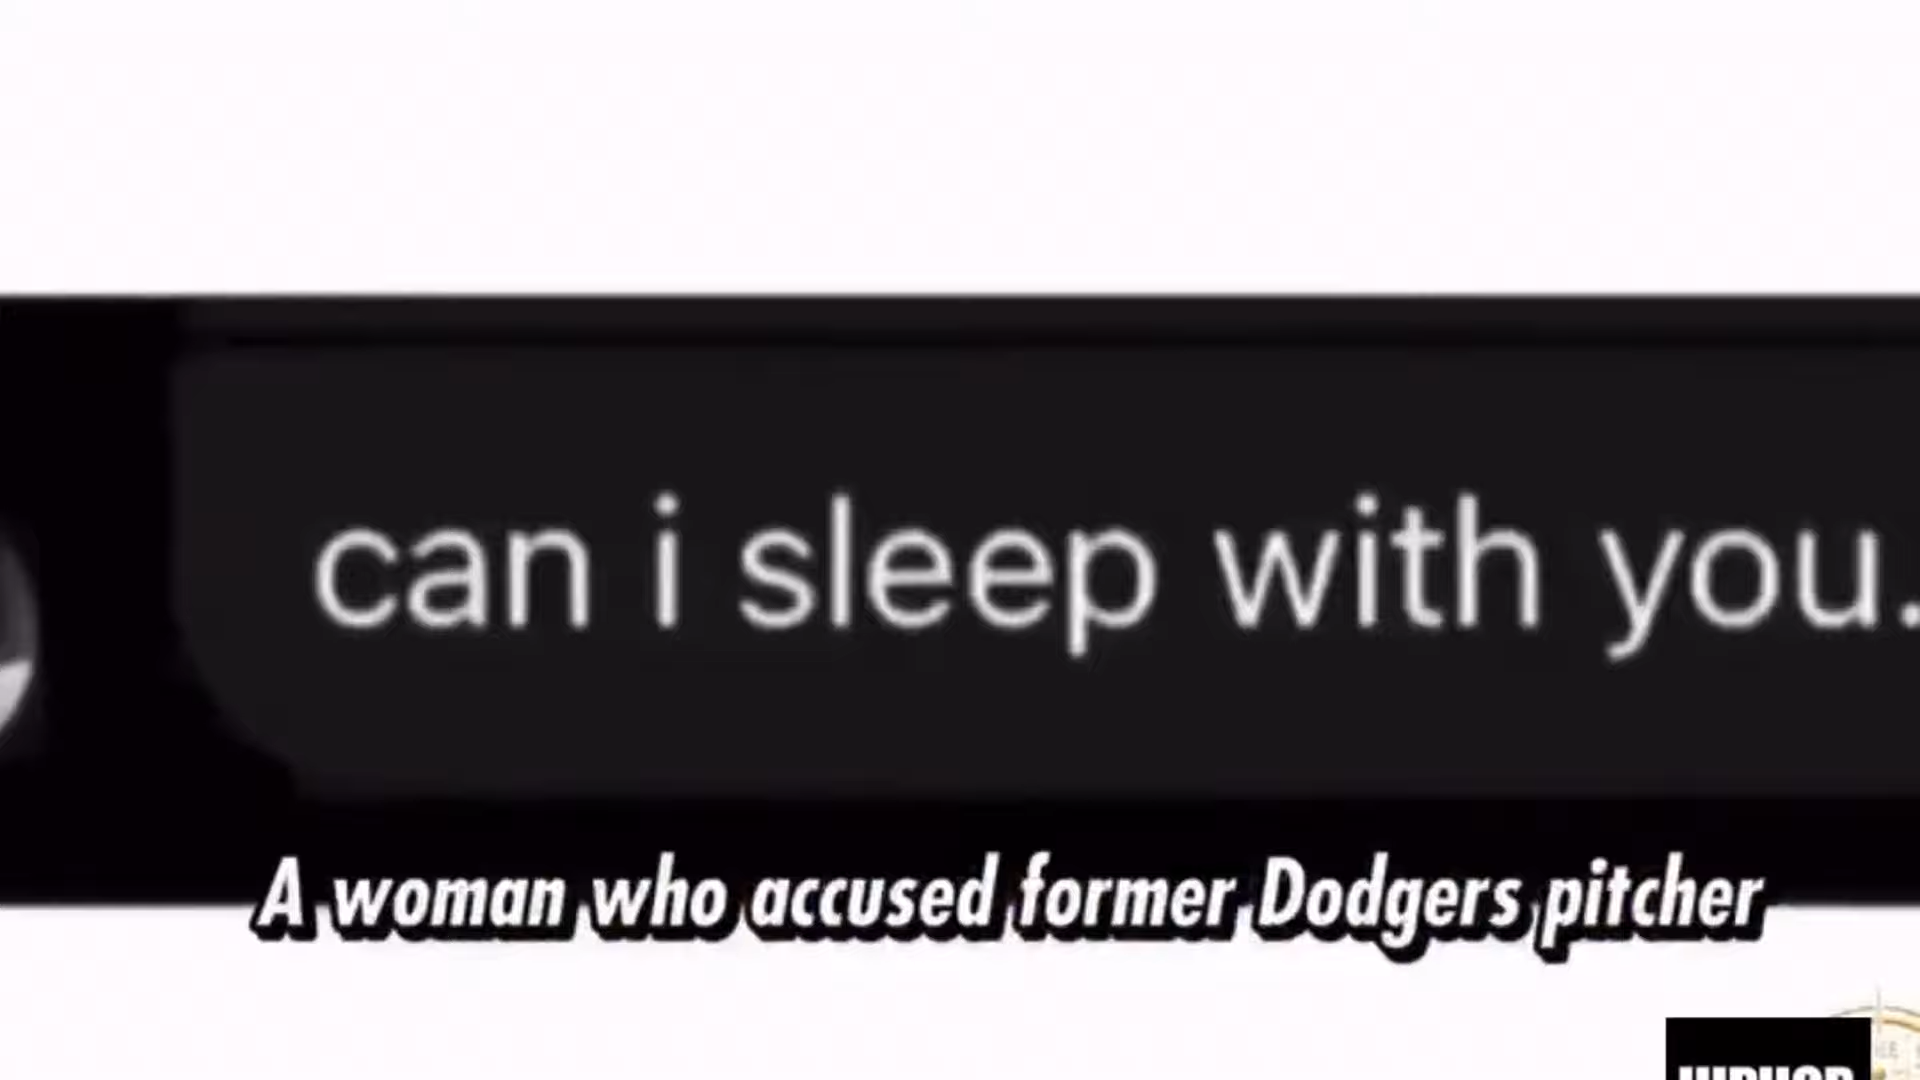 can i sleep with you.
A woman who accused former Dodgers pitcher